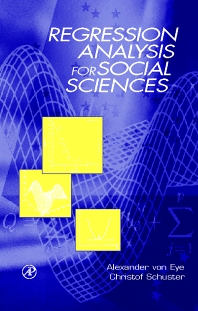 REGRESSION
ANALYSIS
FOR SOCIAL
SCIENCES
Alexander von Eye
Christof Schuster